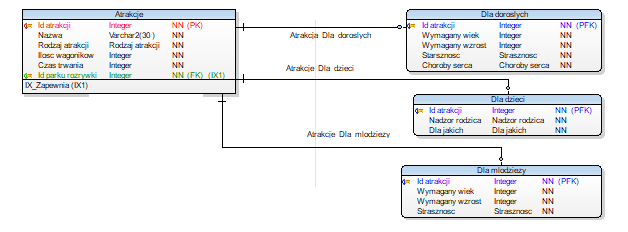 Atrakcje
Id atrakcji Integer NN (PK)
Nazwa Varchar2(30 ) NN
Rodzaj atrakcji Rodzaj atrakcji NN
Ilosc wagonikow Integer NN
Czas trwania Integer NN
Id parku rozrywki Integer NN (FK) (IX1)
IX_Zapewnia (IX1)
Atrakcja Dla doroslych
Dla doroslych
Id atrakcji Integer NN (PFK)
Wymagany wiek Integer NN
Wymagany wzrost Integer NN
Starsznosc Strasznosc NN
Choroby serca Choroby serca NN
Atrakcje Dla dzieci
Dla dzieci
Id atrakcji Integer NN (PFK)
Nadzor rodzica Nadzor rodzica NN
Dla jakich Dla jakich NN
Atrakcje Dla mlodziezy
Dla mlodziezy
Id atrakcji Integer NN (PFK)
Wymagany wiek Integer NN
Wymagany wzrost Integer NN
Strasznosc Strasznosc NN